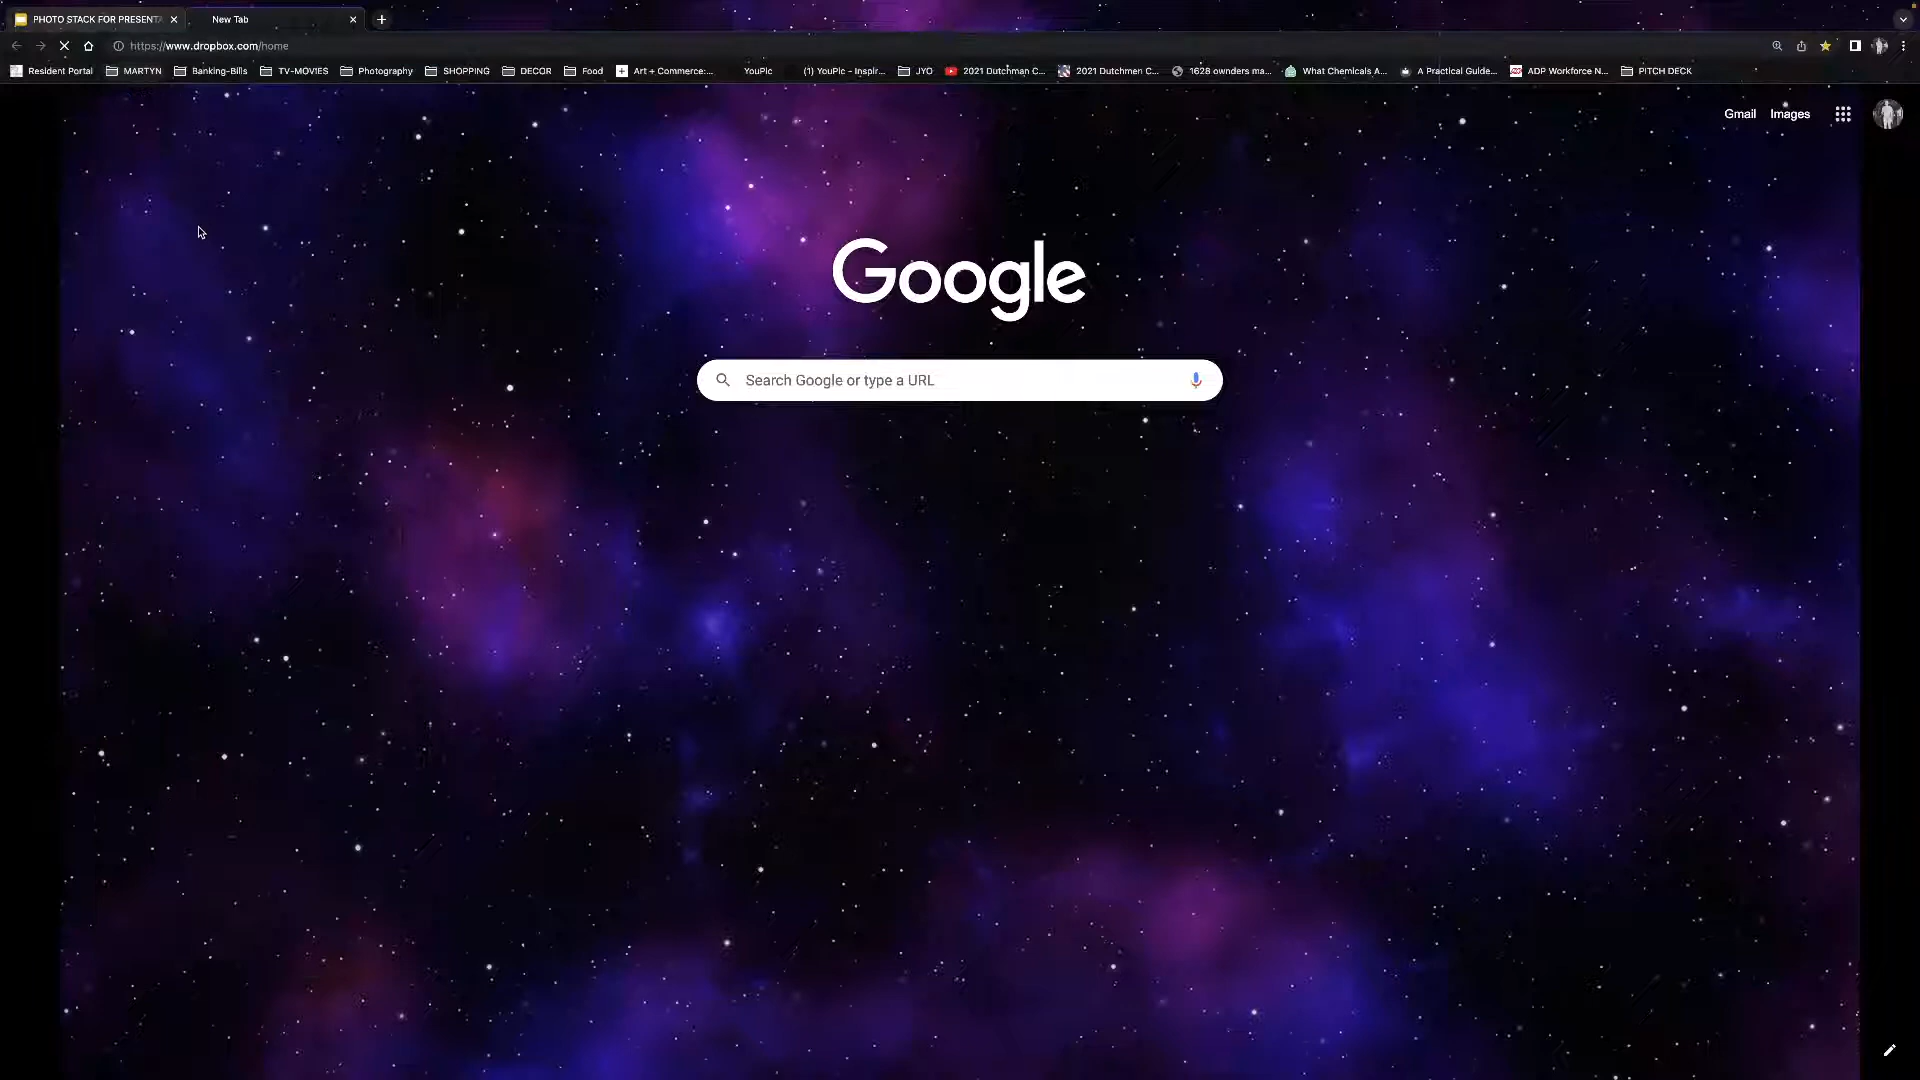 PHOTO STACK FOR PRESENTA
New Tab
https://www.dropbox.com/home
Resident Portal MARTYN Banking-Bills TV-MOVIES Photography SHOPPING DECOR Food Art + Commerce:... YouPic (1) YouPic – Inspir... JYO 2021 Dutchman C... 2021 Dutchmen C... 1628 ownders ma... What Chemicals A... A Practical Guide... ADP Workforce N... PITCH DECK
Gmail Images
Google
Search Google or type a URL